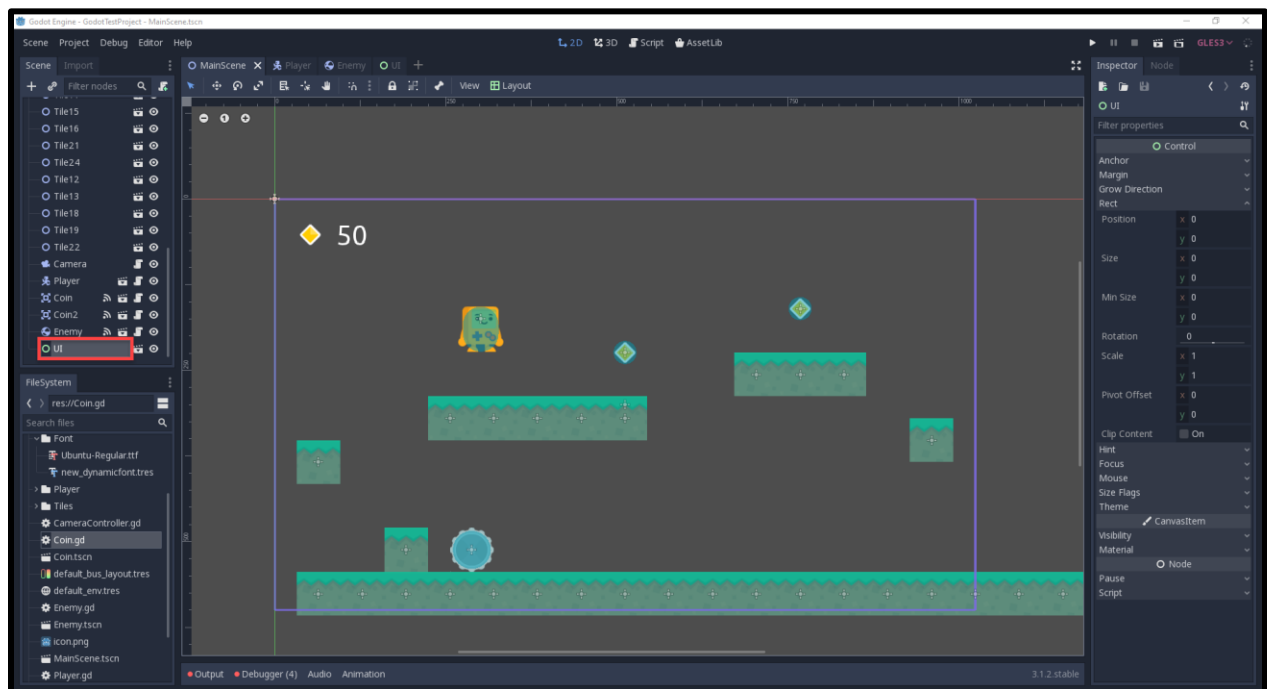 Godot Engine - GodotTestProject - MainScene.tscn
Scene Project Debug Editor Help
2D 3D Script AssetLib
GLES3
Scene Import
MainScene Player Enemy UI
Inspector Node
Filter nodes
View Layout
Tile15
Tile16
Tile21
Tile24
Tile12
Tile13
Tile18
Tile19
Tile22
Camera
Player
Coin
Coin2
Enemy
UI
FileSystem
res://Coin.gd
Search files
Font
Ubuntu-Regular.ttf
new_dynamicfont.tres
Player
Tiles
CameraController.gd
Coin.gd
Coin.tscn
default_bus_layout.tres
default_env.tres
Enemy.gd
Enemy.tscn
icon.png
MainScene.tscn
Player.gd
0 250 500 750 1000
0
250
500
50
Output Debugger (4) Audio Animation
3.1.2.stable
UI
Filter properties
Control
Anchor
Margin
Grow Direction
Rect
Position x 0
y 0
Size x 0
y 0
Min Size x 0
y 0
Rotation 0
Scale x 1
y 1
Pivot Offset x 0
y 0
Clip Content On
Hint
Focus
Mouse
Size Flags
Theme
CanvasItem
Visibility
Material
Node
Pause
Script